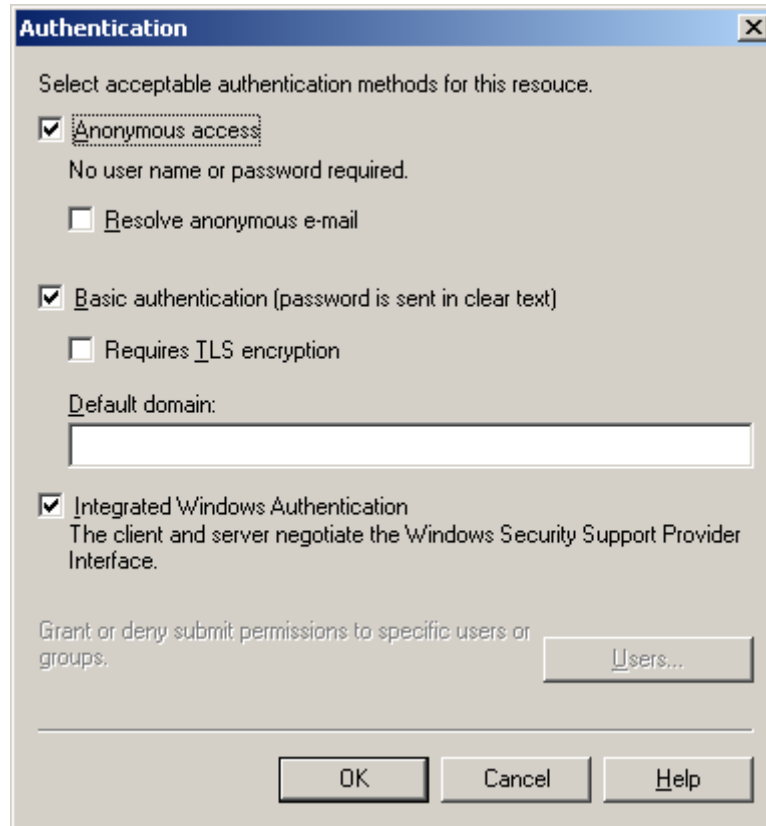 Authentication
Select acceptable authentication methods for this resouce.
Anonymous access
No user name or password required.
Resolve anonymous e-mail
Basic authentication (password is sent in clear text)
Requires TLS encryption
Default domain:
Integrated Windows Authentication
The client and server negotiate the Windows Security Support Provider
Interface.
Grant or deny submit permissions to specific users or
groups.
Users...
OK
Cancel
Help